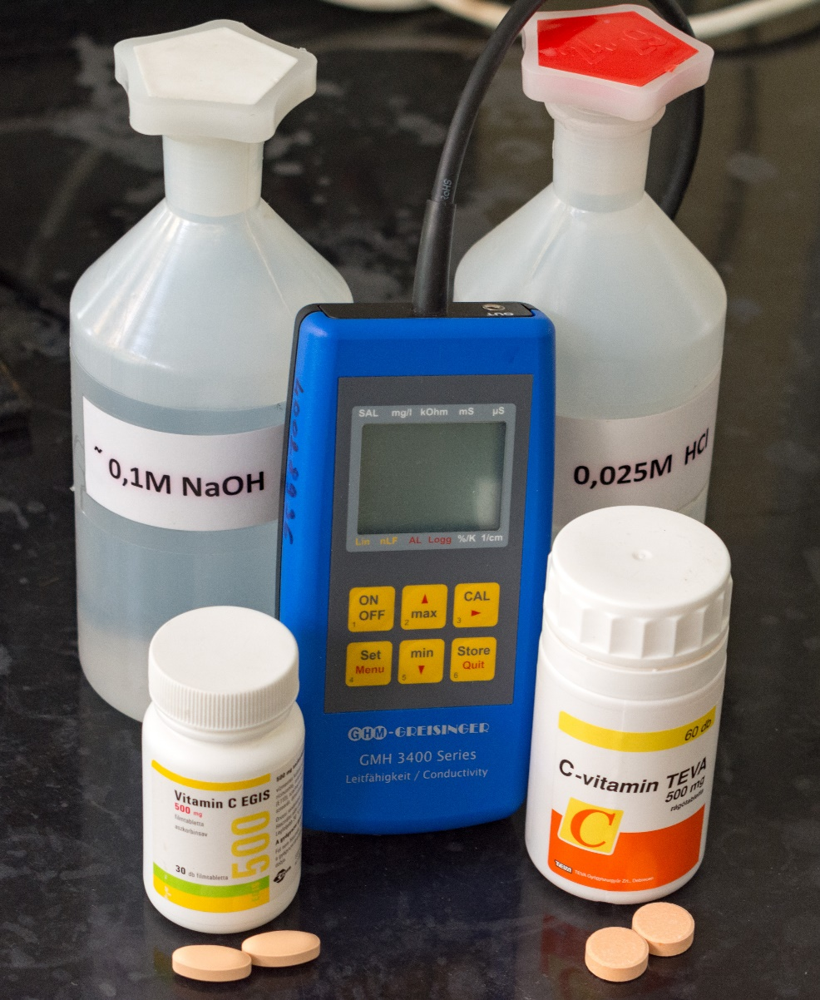 ~ 0,1M NaOH
0,025M HCl
RoHS
OUT
SAL mg/l kOhm mS µS
Lin nLF AL Logg %/K 1/cm
ON
OFF
1
max
2
CAL
3
Set
Menu
4
min
5
Store
Quit
6
GHM-GREISINGER
GMH 3400 Series
Leitfähigkeit / Conductivity
Vitamin C EGIS
500 mg
filmtabletta
aszkorbinsav
500
30 db filmtabletta
60 db
C-vitamin TEVA
500 mg
rágótabletta
C
TEVA
TEVA Gyógyszergyár Zrt., Debrecen